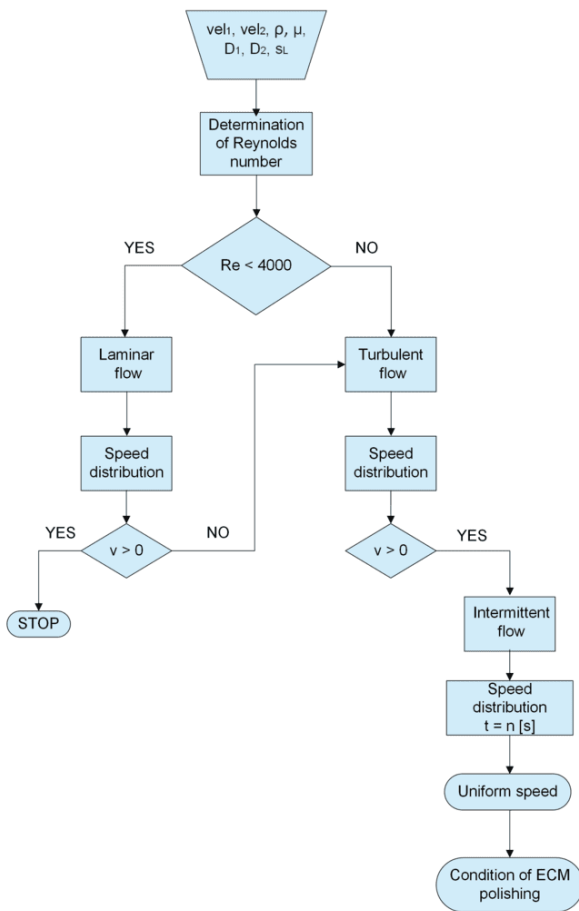 vel₁, vel₂, ρ, μ,
D₁, D₂, s_L
Determination
of Reynolds
number
YES
NO
Re < 4000
Laminar
flow
Turbulent
flow
Speed
distribution
Speed
distribution
YES
NO
YES
v > 0
v > 0
STOP
Intermittent
flow
Speed
distribution
t = n [s]
Uniform speed
Condition of ECM
polishing